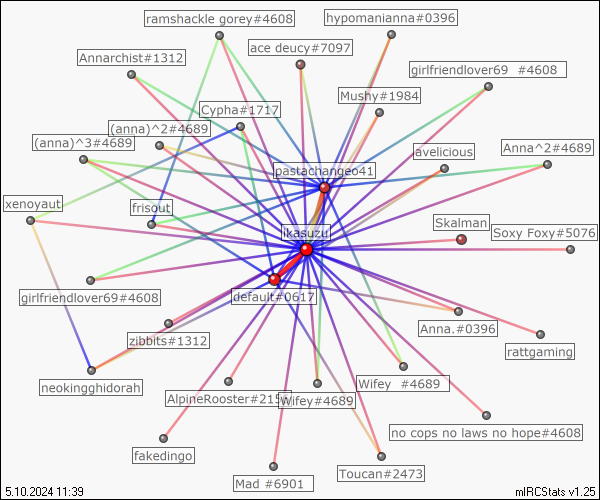 ramshackle gorey#4608
hypomanianna#0396
ace deucy#7097
Annarchist#1312
girlfriendlover69 #4608
Mushy#1984
Cypha#1717
(anna)^2#4689
(anna)^3#4689
avelicious
Anna^2#4689
pastachangeo41
xenoyaut
frisout
Skalman
ikasuzu
Soxy Foxy#5076
girlfriendlover69#4608
default#0617
Anna.#0396
zibbits#1312
rattgaming
neokingghidorah
Wifey #4689
AlpineRooster#215
Wifey#4689
no cops no laws no hope#4608
fakedingo
Toucan#2473
Mad #6901
5.10.2024 11:39
mIRCStats v1.25